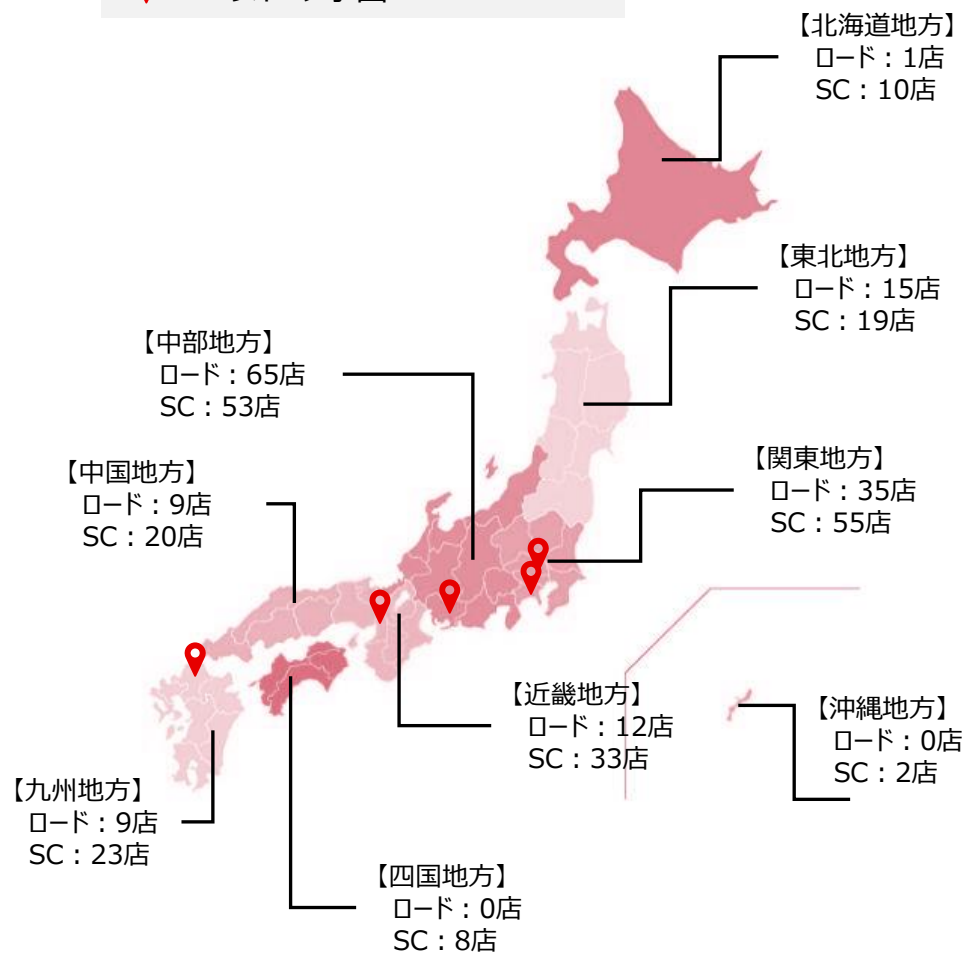 【北海道地方】
ロード：1店
SC：10店
【東北地方】
ロード：15店
SC：19店
【中部地方】
ロード：65店
SC：53店
【中国地方】
ロード：9店
SC：20店
【関東地方】
ロード：35店
SC：55店
【近畿地方】
ロード：12店
SC：33店
【沖縄地方】
ロード：0店
SC：2店
【九州地方】
ロード：9店
SC：23店
【四国地方】
ロード：0店
SC：8店